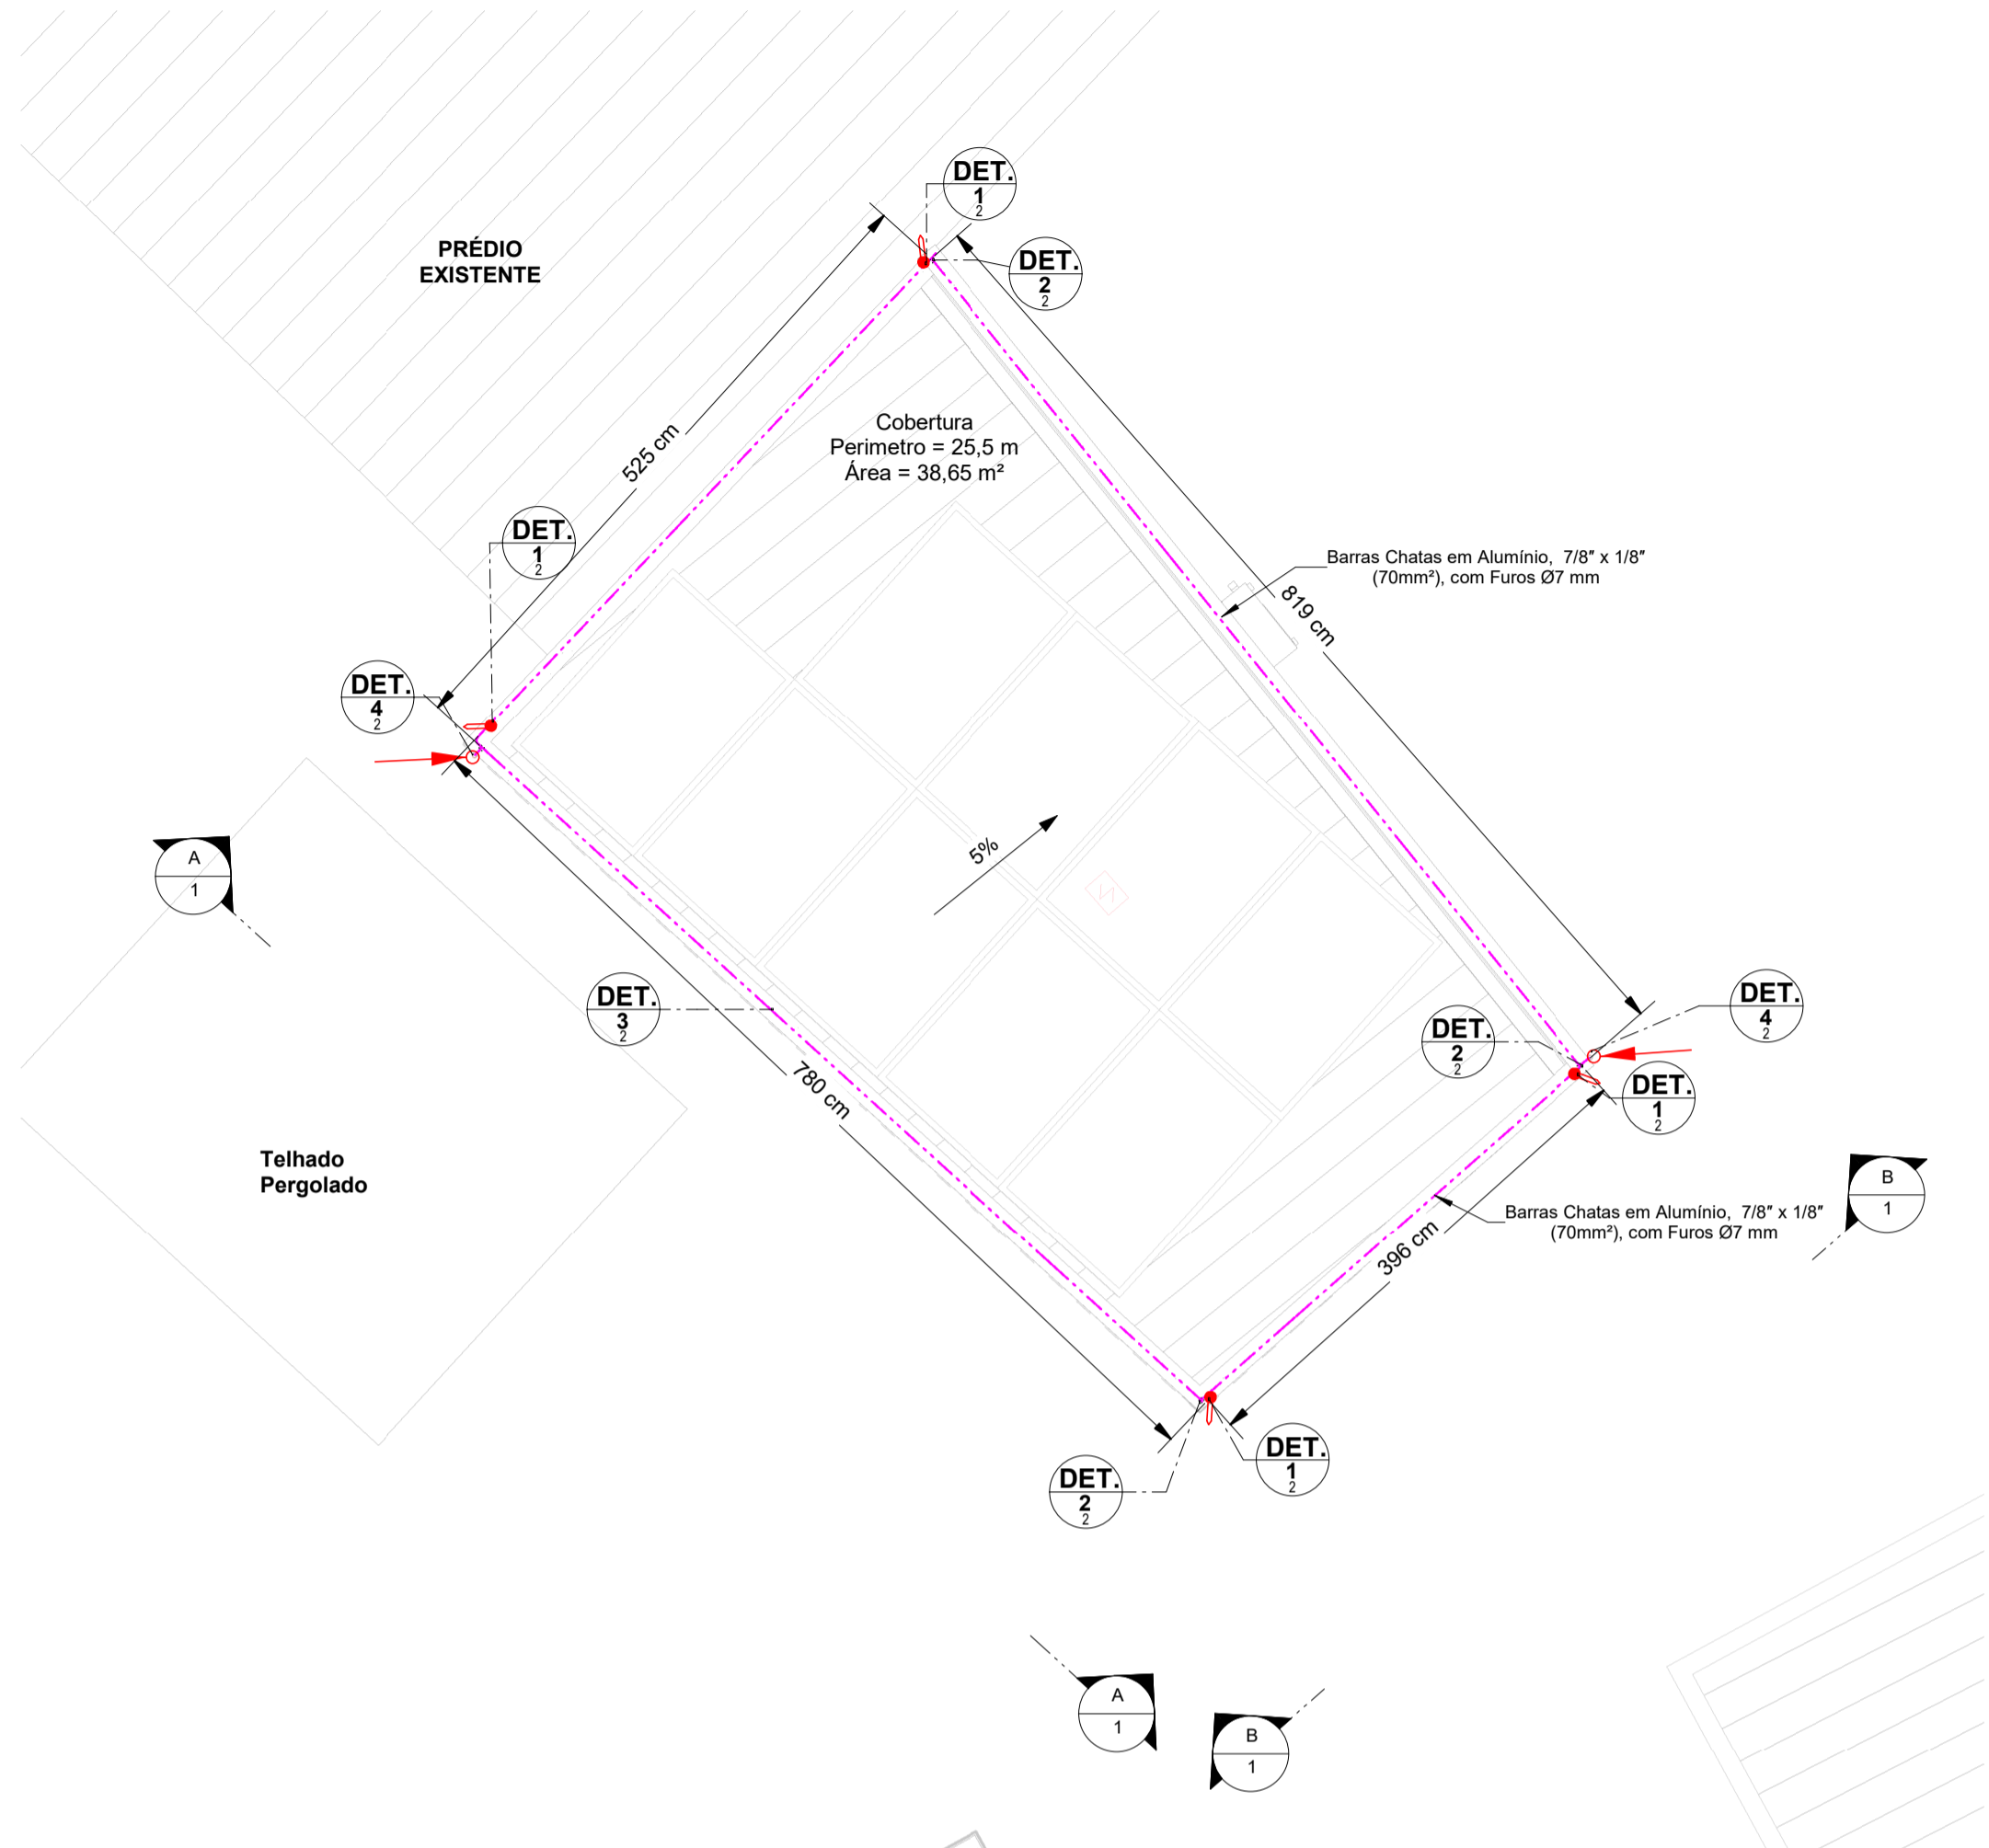 DET.
1
2
DET.
2
2
PRÉDIO
EXISTENTE
525 cm
Cobertura
Perimetro = 25,5 m
Área = 38,65 m²
DET.
1
2
Barras Chatas em Alumínio,  7/8″ x 1/8″
(70mm²), com Furos Ø7 mm
819 cm
DET.
4
2
5%
A
1
N
DET.
3
2
DET.
4
2
DET.
2
2
DET.
1
2
780 cm
Telhado
Pergolado
B
1
Barras Chatas em Alumínio,  7/8″ x 1/8″
(70mm²), com Furos Ø7 mm
396 cm
DET.
1
2
DET.
2
2
A
1
B
1